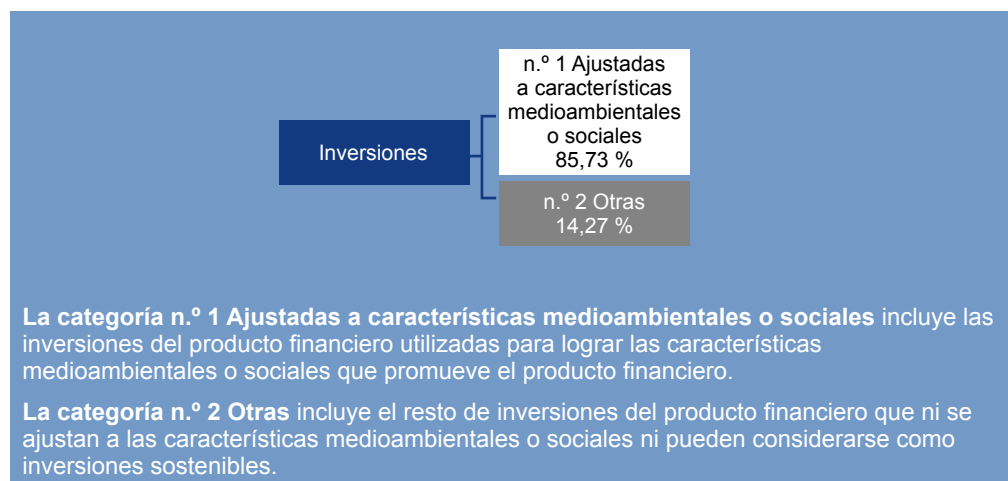 n.º 1 Ajustadas
a características
medioambientales
o sociales
85,73 %
Inversiones
n.º 2 Otras
14,27 %
La categoría n.º 1 Ajustadas a características medioambientales o sociales incluye las
inversiones del producto financiero utilizadas para lograr las características
medioambientales o sociales que promueve el producto financiero.
La categoría n.º 2 Otras incluye el resto de inversiones del producto financiero que ni se
ajustan a las características medioambientales o sociales ni pueden considerarse como
inversiones sostenibles.